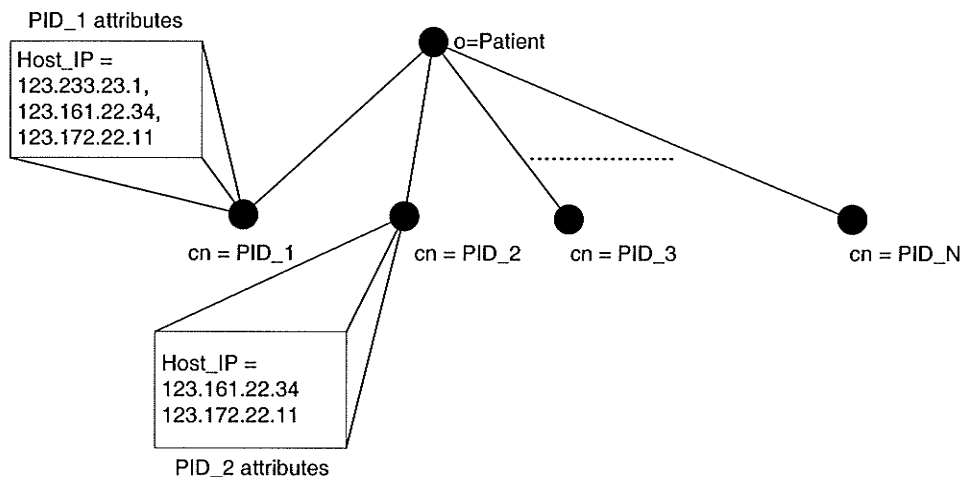 PID_1 attributes
Host_IP =
123.233.23.1,
123.161.22.34,
123.172.22.11
o=Patient
cn = PID_1
cn = PID_2
cn = PID_3
cn = PID_N
Host_IP =
123.161.22.34
123.172.22.11
PID_2 attributes